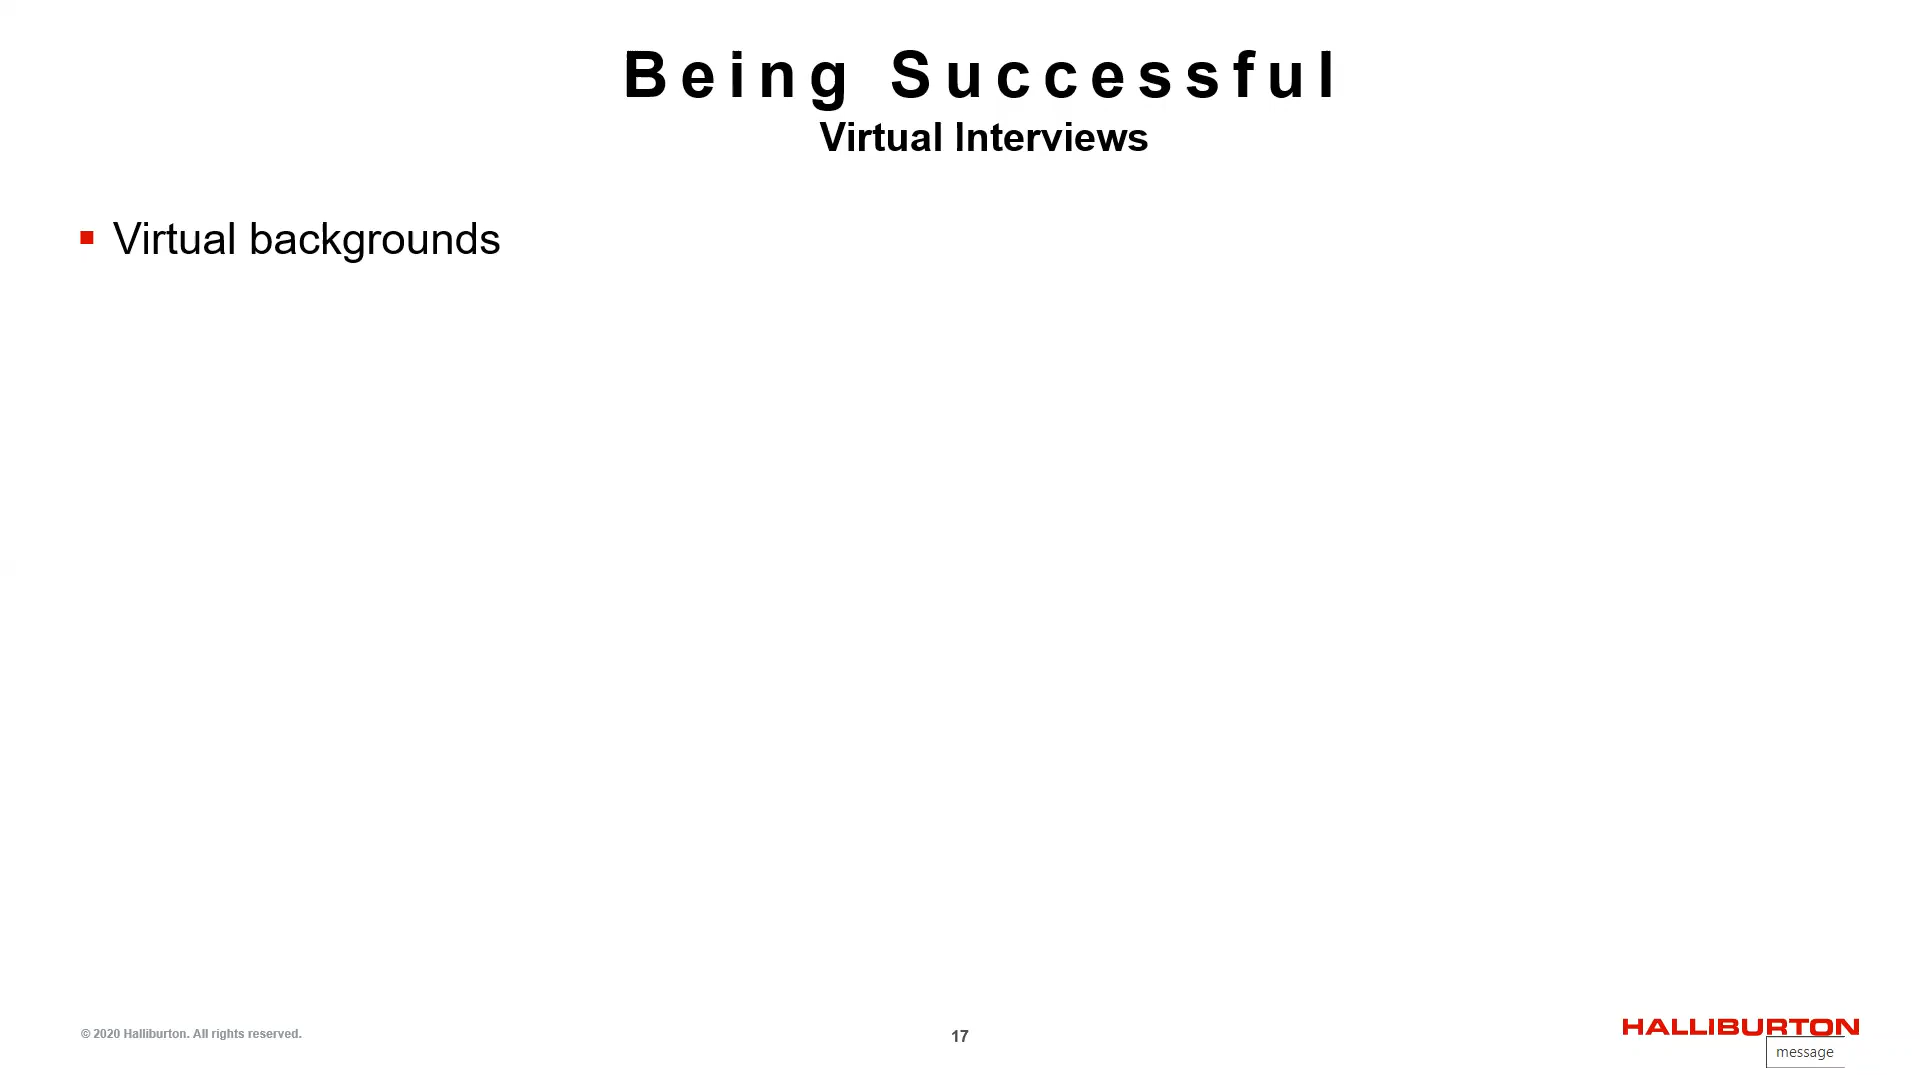 Being Successful
Virtual Interviews
▪ Virtual backgrounds
© 2020 Halliburton. All rights reserved.
17
HALLIBURTON
message